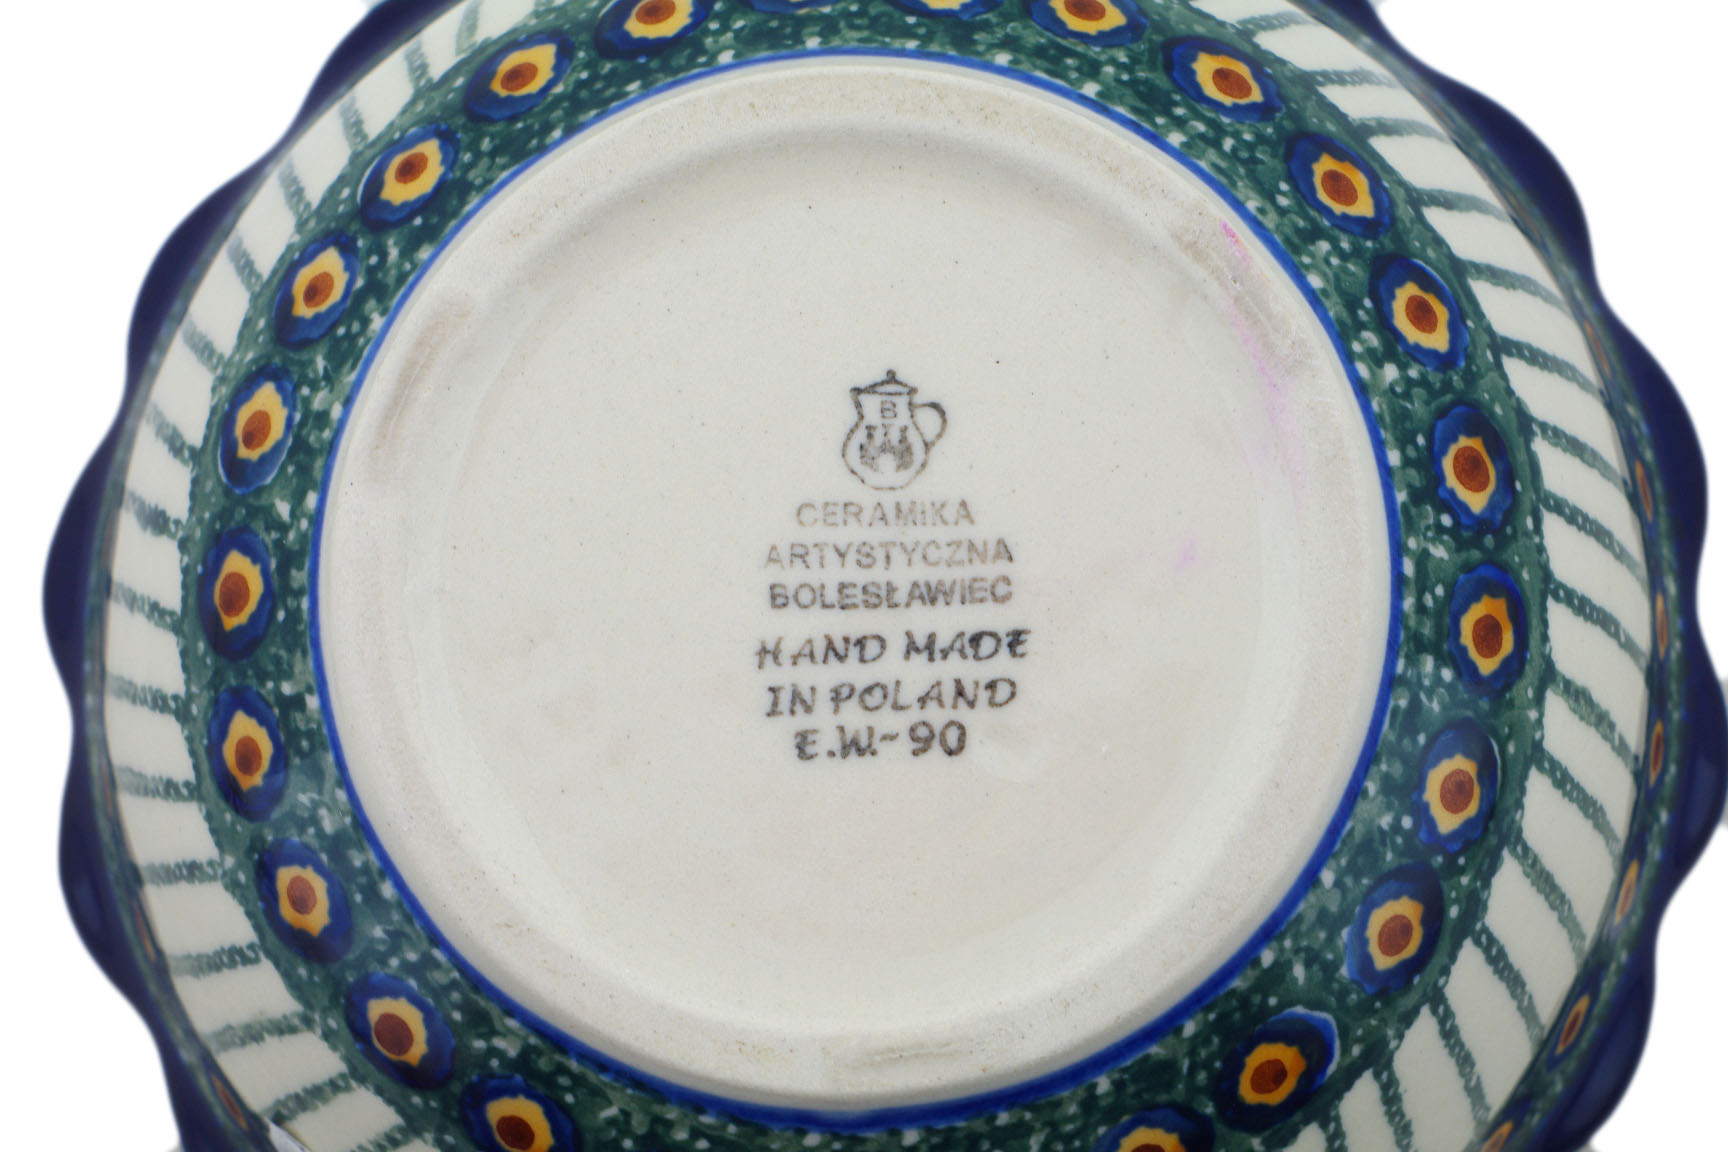 B
CERAMiKA
ARTYSTYCZNA
BOLESŁAWIEC
HAND MADE
IN POLAND
E.W.~90